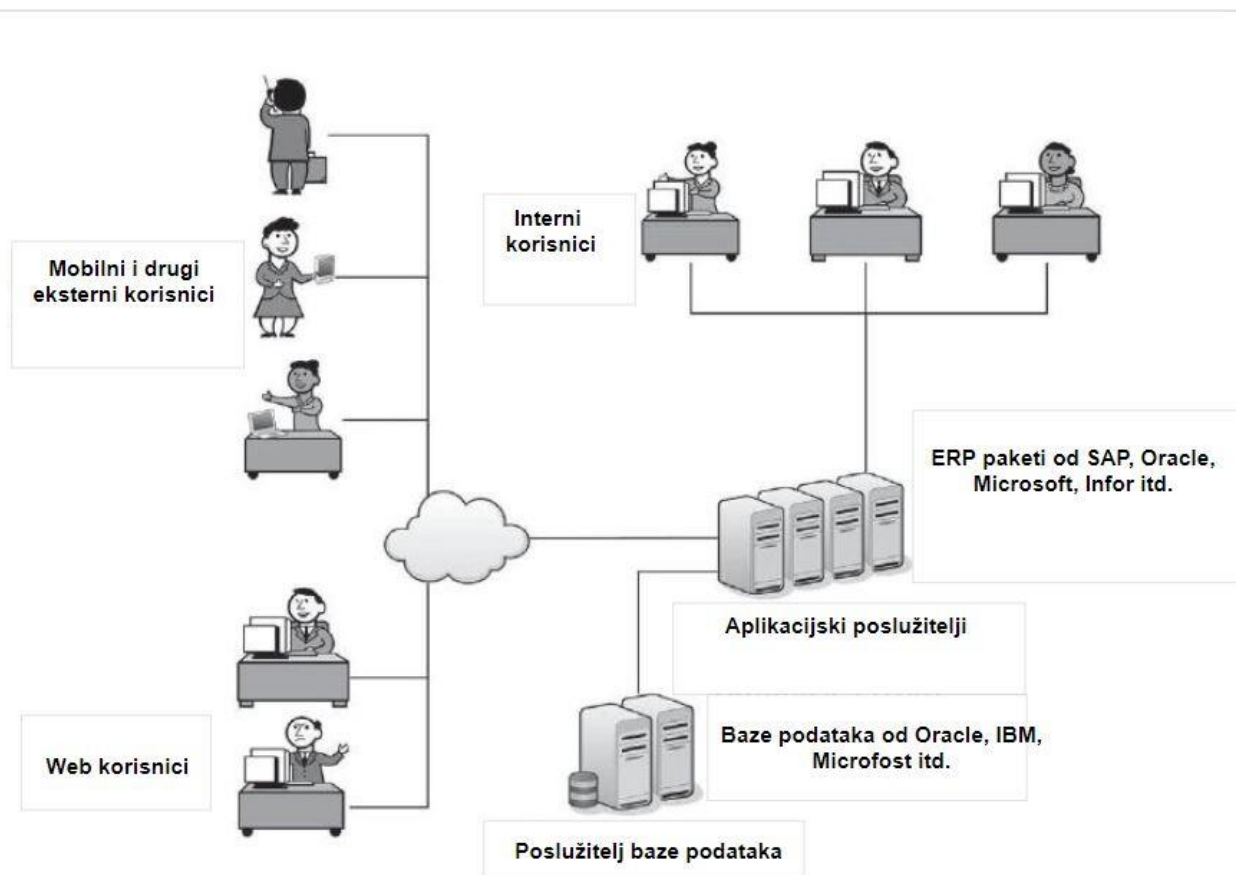 Interni
korisnici
Mobilni i drugi
eksterni korisnici
ERP paketi od SAP, Oracle,
Microsoft, Infor itd.
Aplikacijski poslužitelji
Baze podataka od Oracle, IBM,
Microfost itd.
Web korisnici
Poslužitelj baze podataka